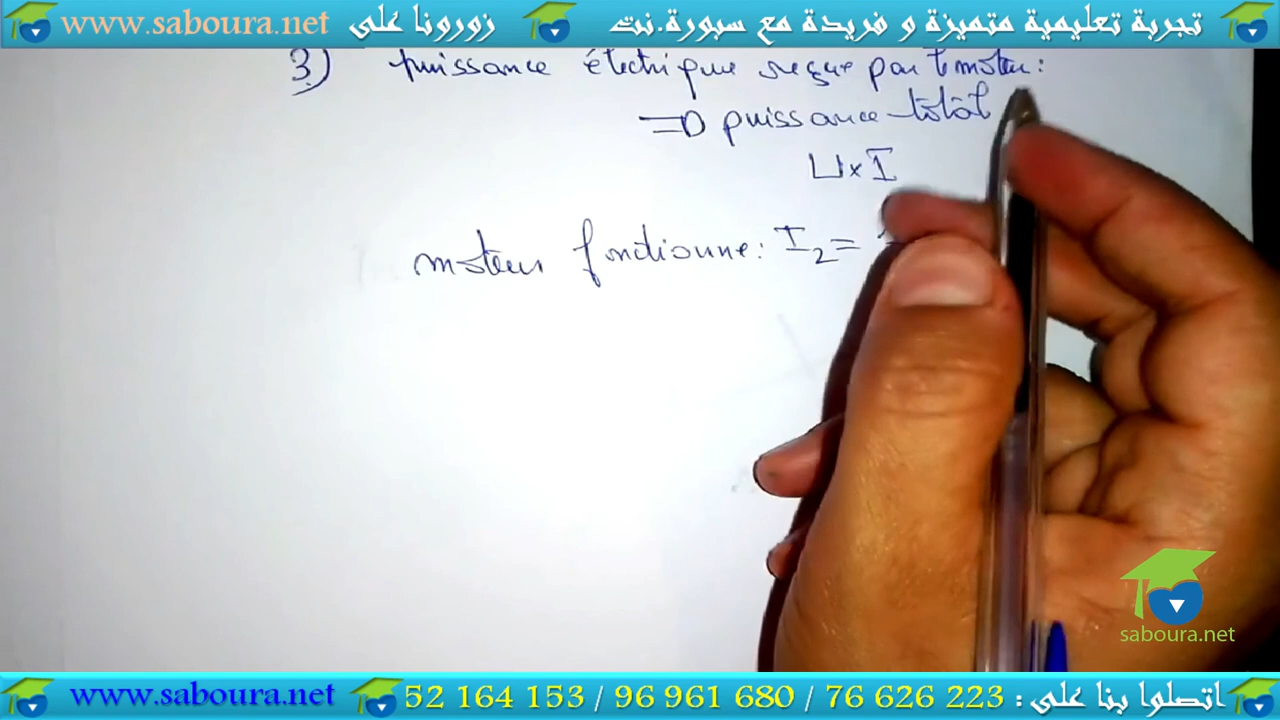 www.saboura.net زورونا على تجربة تعليمية متميزة و فريدة مع سبورة.نت
3) puissance électrique reçue par le moteur:
=> puissance total
U x I
moteur fonctionne: I2 =
saboura.net
www.saboura.net 52 164 153 / 96 961 680 / 76 626 223 اتصلوا بنا على :